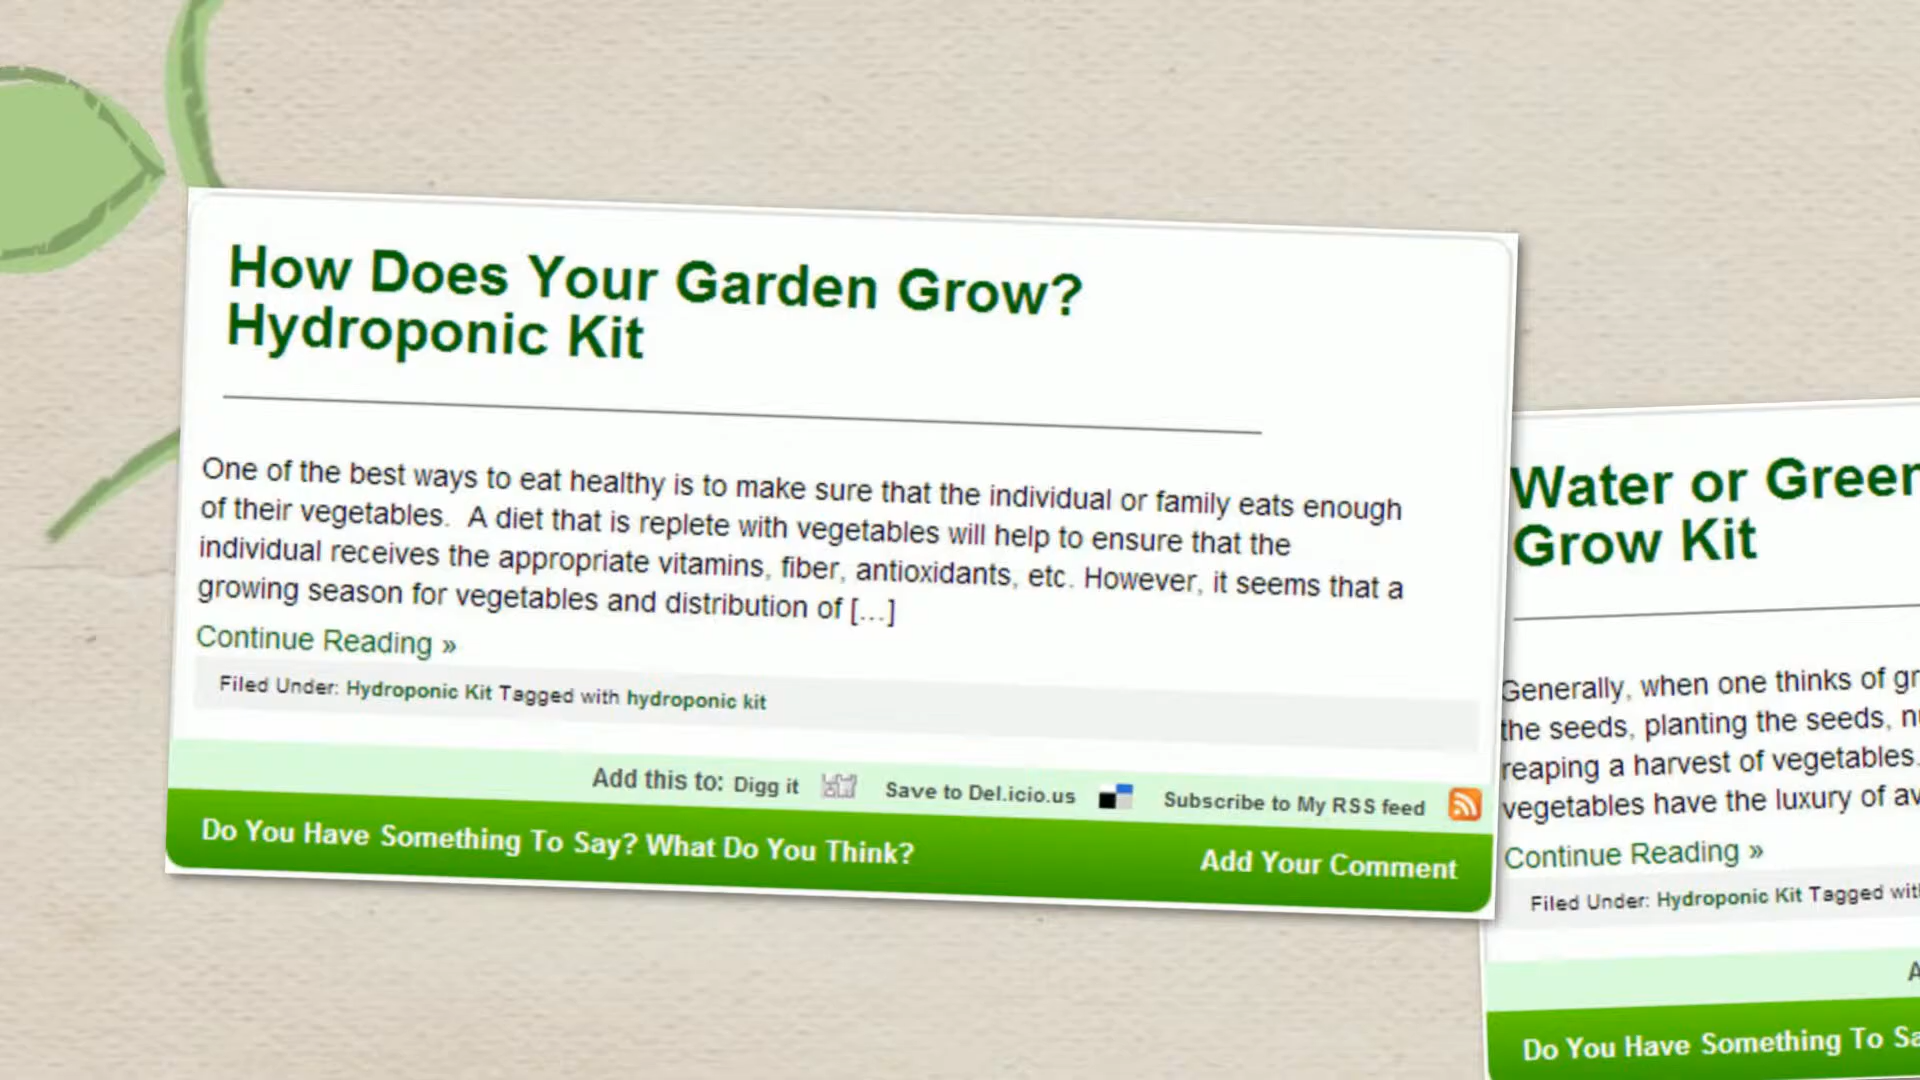 How Does Your Garden Grow?
Hydroponic Kit
One of the best ways to eat healthy is to make sure that the individual or family eats enough
of their vegetables.  A diet that is replete with vegetables will help to ensure that the
individual receives the appropriate vitamins, fiber, antioxidants, etc. However, it seems that a
growing season for vegetables and distribution of [...]
Continue Reading »
Filed Under: Hydroponic Kit Tagged with hydroponic kit
Add this to: Digg it Save to Del.icio.us Subscribe to My RSS feed
Do You Have Something To Say? What Do You Think? Add Your Comment
Water or Green
Grow Kit
Generally, when one thinks of
the seeds, planting the seeds,
reaping a harvest of vegetables.
vegetables have the luxury of
Continue Reading »
Filed Under: Hydroponic Kit Tagged
Do You Have Something To